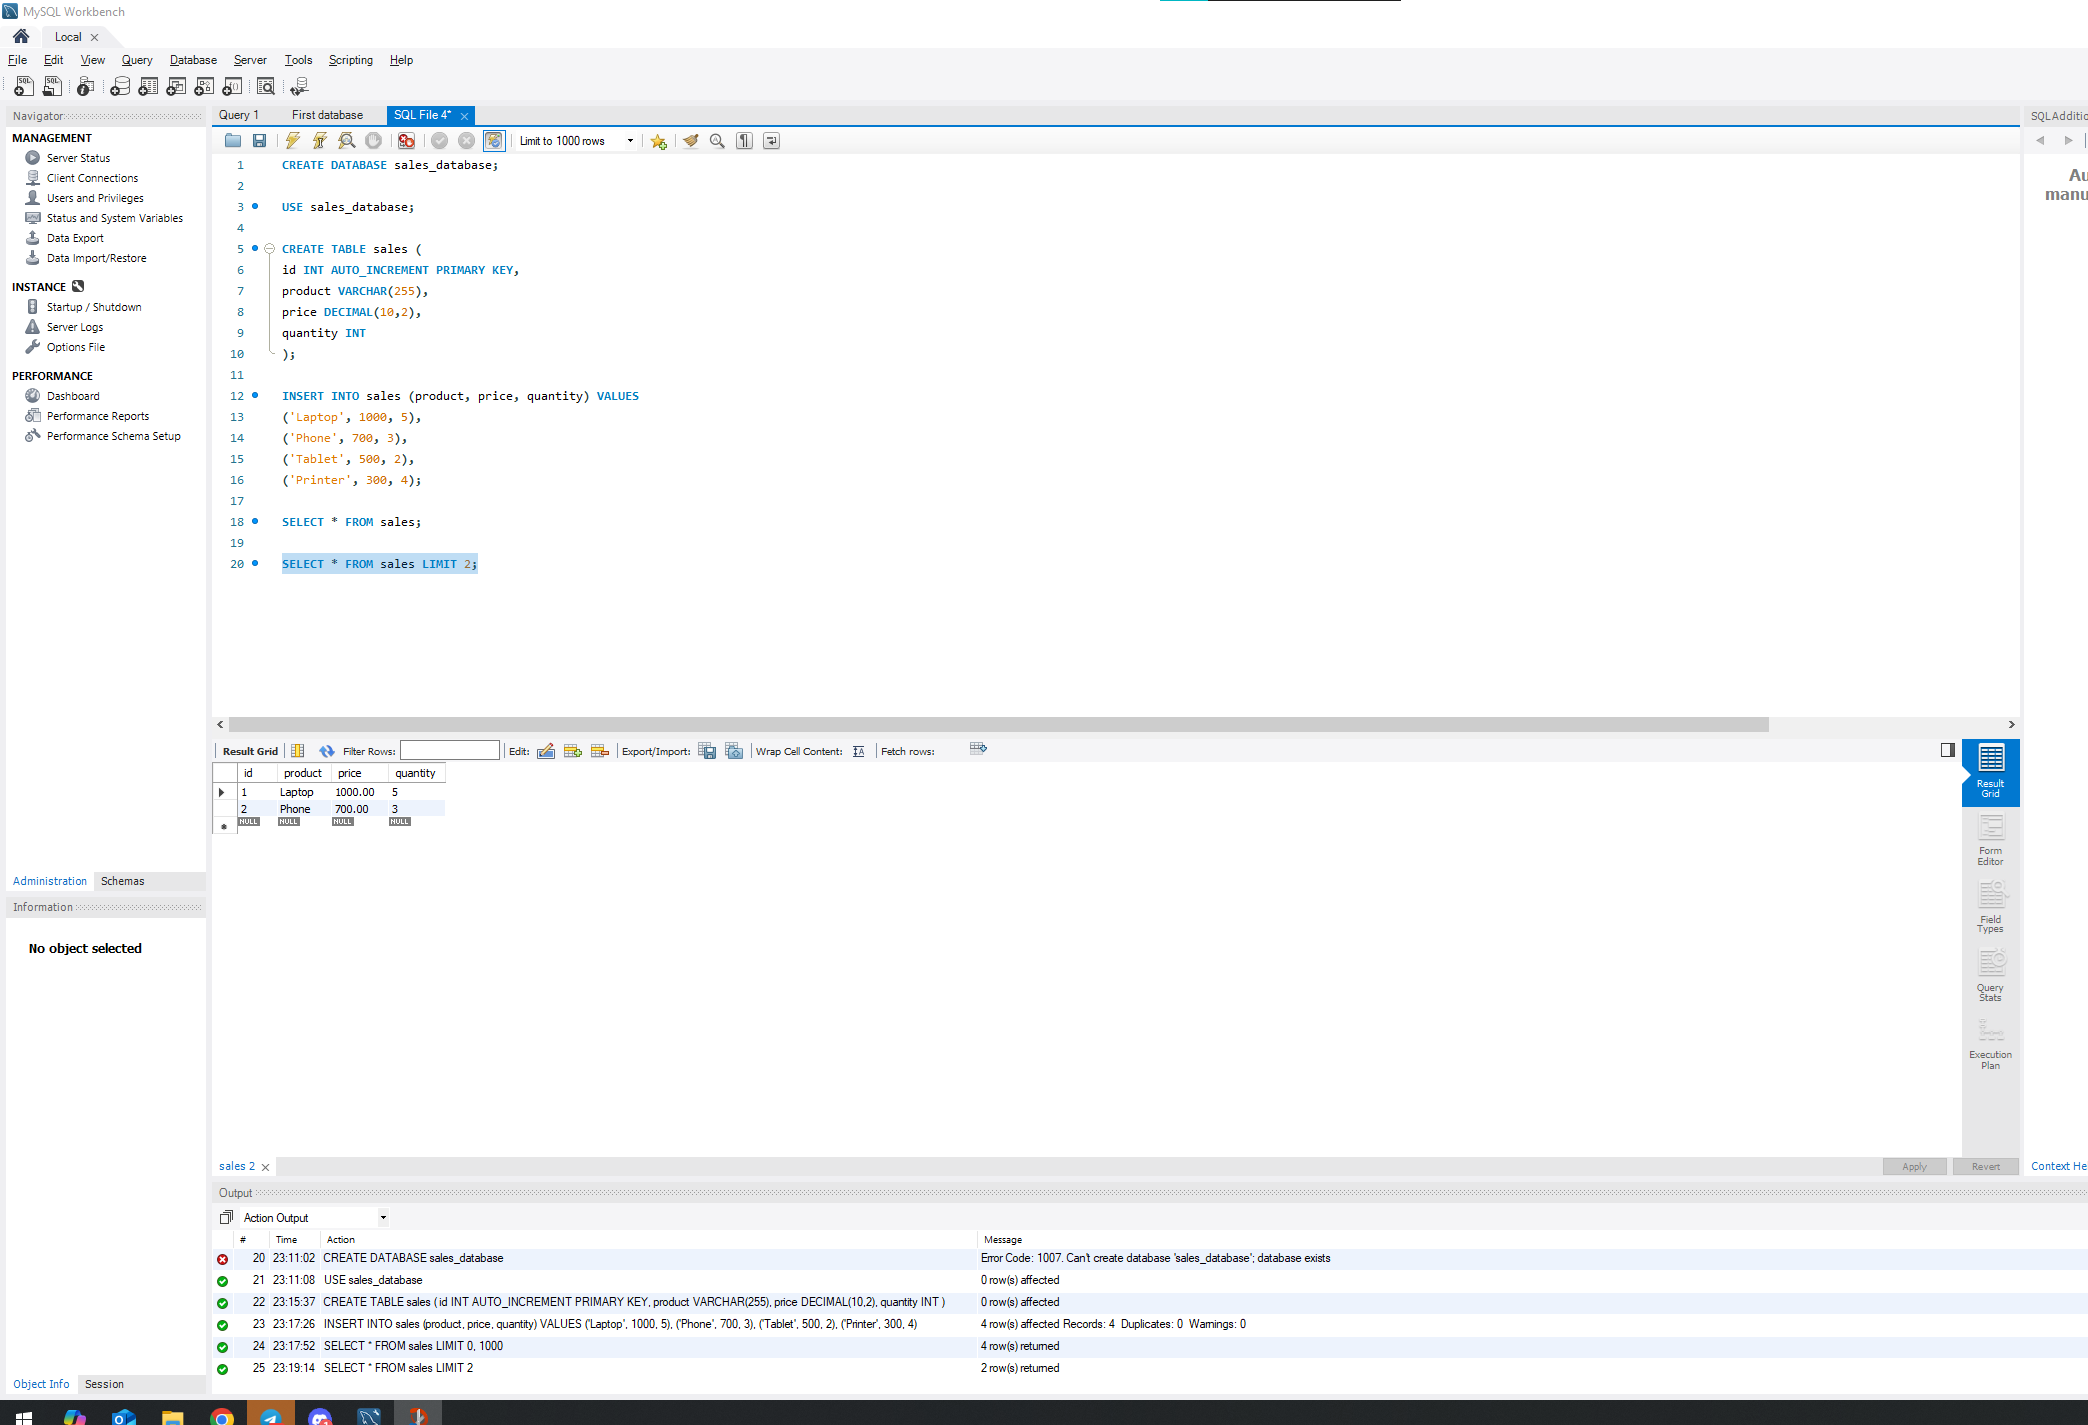 MySQL Workbench
Local
File Edit View Query Database Server Tools Scripting Help
Navigator
MANAGEMENT
Server Status
Client Connections
Users and Privileges
Status and System Variables
Data Export
Data Import/Restore
INSTANCE
Startup / Shutdown
Server Logs
Options File
PERFORMANCE
Dashboard
Performance Reports
Performance Schema Setup
Administration Schemas
Information
No object selected
Object Info Session
Query 1 First database SQL File 4*
Limit to 1000 rows
1 CREATE DATABASE sales_database;
2
3 USE sales_database;
4
5 CREATE TABLE sales (
6 id INT AUTO_INCREMENT PRIMARY KEY,
7 product VARCHAR(255),
8 price DECIMAL(10,2),
9 quantity INT
10 );
11
12 INSERT INTO sales (product, price, quantity) VALUES
13 ('Laptop', 1000, 5),
14 ('Phone', 700, 3),
15 ('Tablet', 500, 2),
16 ('Printer', 300, 4);
17
18 SELECT * FROM sales;
19
20 SELECT * FROM sales LIMIT 2;
Result Grid Filter Rows: Edit: Export/Import: Wrap Cell Content: Fetch rows:
id product price quantity
1 Laptop 1000.00 5
2 Phone 700.00 3
NULL NULL NULL NULL
Result
Grid
Form
Editor
Field
Types
Query
Stats
Execution
Plan
sales 2 Apply Revert
SQLAdditio
Au
manu
Context He
Output
Action Output
# Time Action Message
20 23:11:02 CREATE DATABASE sales_database Error Code: 1007. Can't create database 'sales_database'; database exists
21 23:11:08 USE sales_database 0 row(s) affected
22 23:15:37 CREATE TABLE sales ( id INT AUTO_INCREMENT PRIMARY KEY, product VARCHAR(255), price DECIMAL(10,2), quantity INT ) 0 row(s) affected
23 23:17:26 INSERT INTO sales (product, price, quantity) VALUES ('Laptop', 1000, 5), ('Phone', 700, 3), ('Tablet', 500, 2), ('Printer', 300, 4) 4 row(s) affected Records: 4 Duplicates: 0 Warnings: 0
24 23:17:52 SELECT * FROM sales LIMIT 0, 1000 4 row(s) returned
25 23:19:14 SELECT * FROM sales LIMIT 2 2 row(s) returned